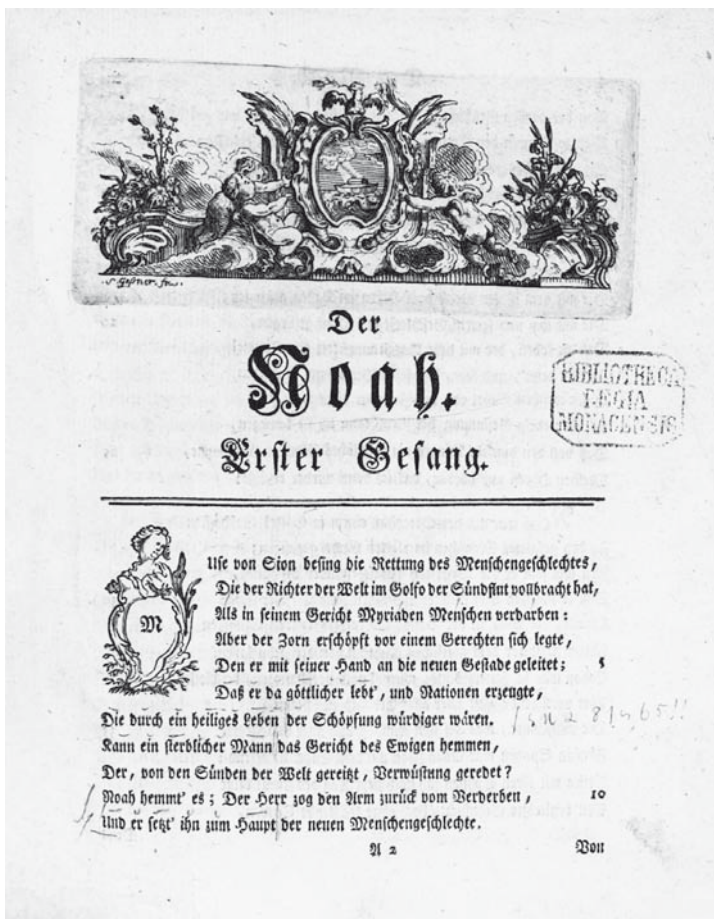 S. Geßner. fec.
Der
Noah.
Erster Gesang.
BIBLIOTHECA
REGIA
MONACENSIS
M
Use von Sion besing die Rettung des Menschengeschlechtes,
Die der Richter der Welt im Golfo der Sündflut vollbracht hat,
Als in seinem Gericht Myriaden Menschen verdarben:
Aber der Zorn erschöpft vor einem Gerechten sich legte,
Den er mit seiner Hand an die neuen Gestade geleitet; 5
Daß er da göttlicher lebt', und Nationen erzeugte,
Die durch ein heiliges Leben der Schöpfung würdiger wären.
Kann ein sterblicher Mann das Gericht des Ewigen hemmen,
Der, von den Sünden der Welt gereitzt, Verwüstung geredet?
Noah hemmt' es; Der Herr zog den Arm zurück vom Verderben, 10
Und er setzt' ihn zum Haupt der neuen Menschengeschlechte.
A 2 Von